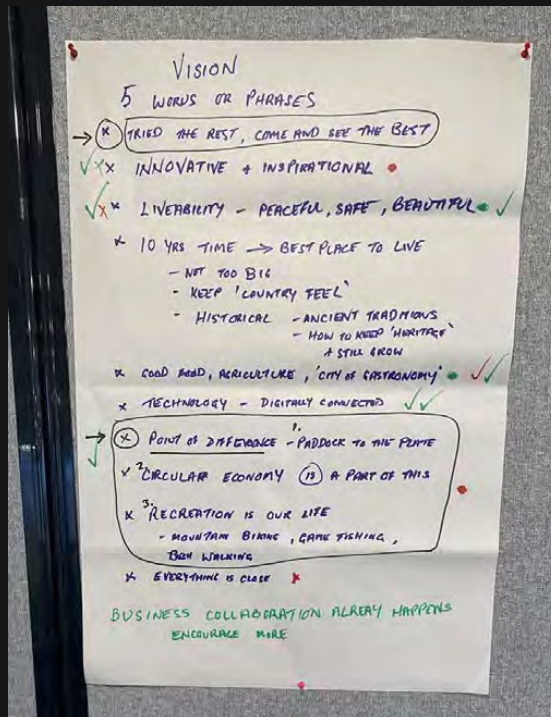 VISION
5 WORDS OR PHRASES
TRIED THE REST, COME AND SEE THE BEST
INNOVATIVE + INSPIRATIONAL
LIVEABILITY - PEACEFUL, SAFE, BEAUTIFUL
10 YRS TIME → BEST PLACE TO LIVE
- NOT TOO BIG
- KEEP 'COUNTRY FEEL'
- HISTORICAL - ANCIENT TRADITIONS
- HOW TO KEEP 'HERITAGE'
+ STILL GROW
GOOD FOOD, AGRICULTURE, 'CITY OF GASTRONOMY'
TECHNOLOGY - DIGITALLY CONNECTED
POINT OF DIFFERENCE 1. - PADDOCK TO THE PLATE
2. CIRCULAR ECONOMY IS A PART OF THIS
3. RECREATION IS OUR LIFE
- MOUNTAIN BIKING, GAME FISHING,
BUSH WALKING
EVERYTHING IS CLOSE
BUSINESS COLLABORATION ALREAY HAPPENS
ENCOURAGE MORE